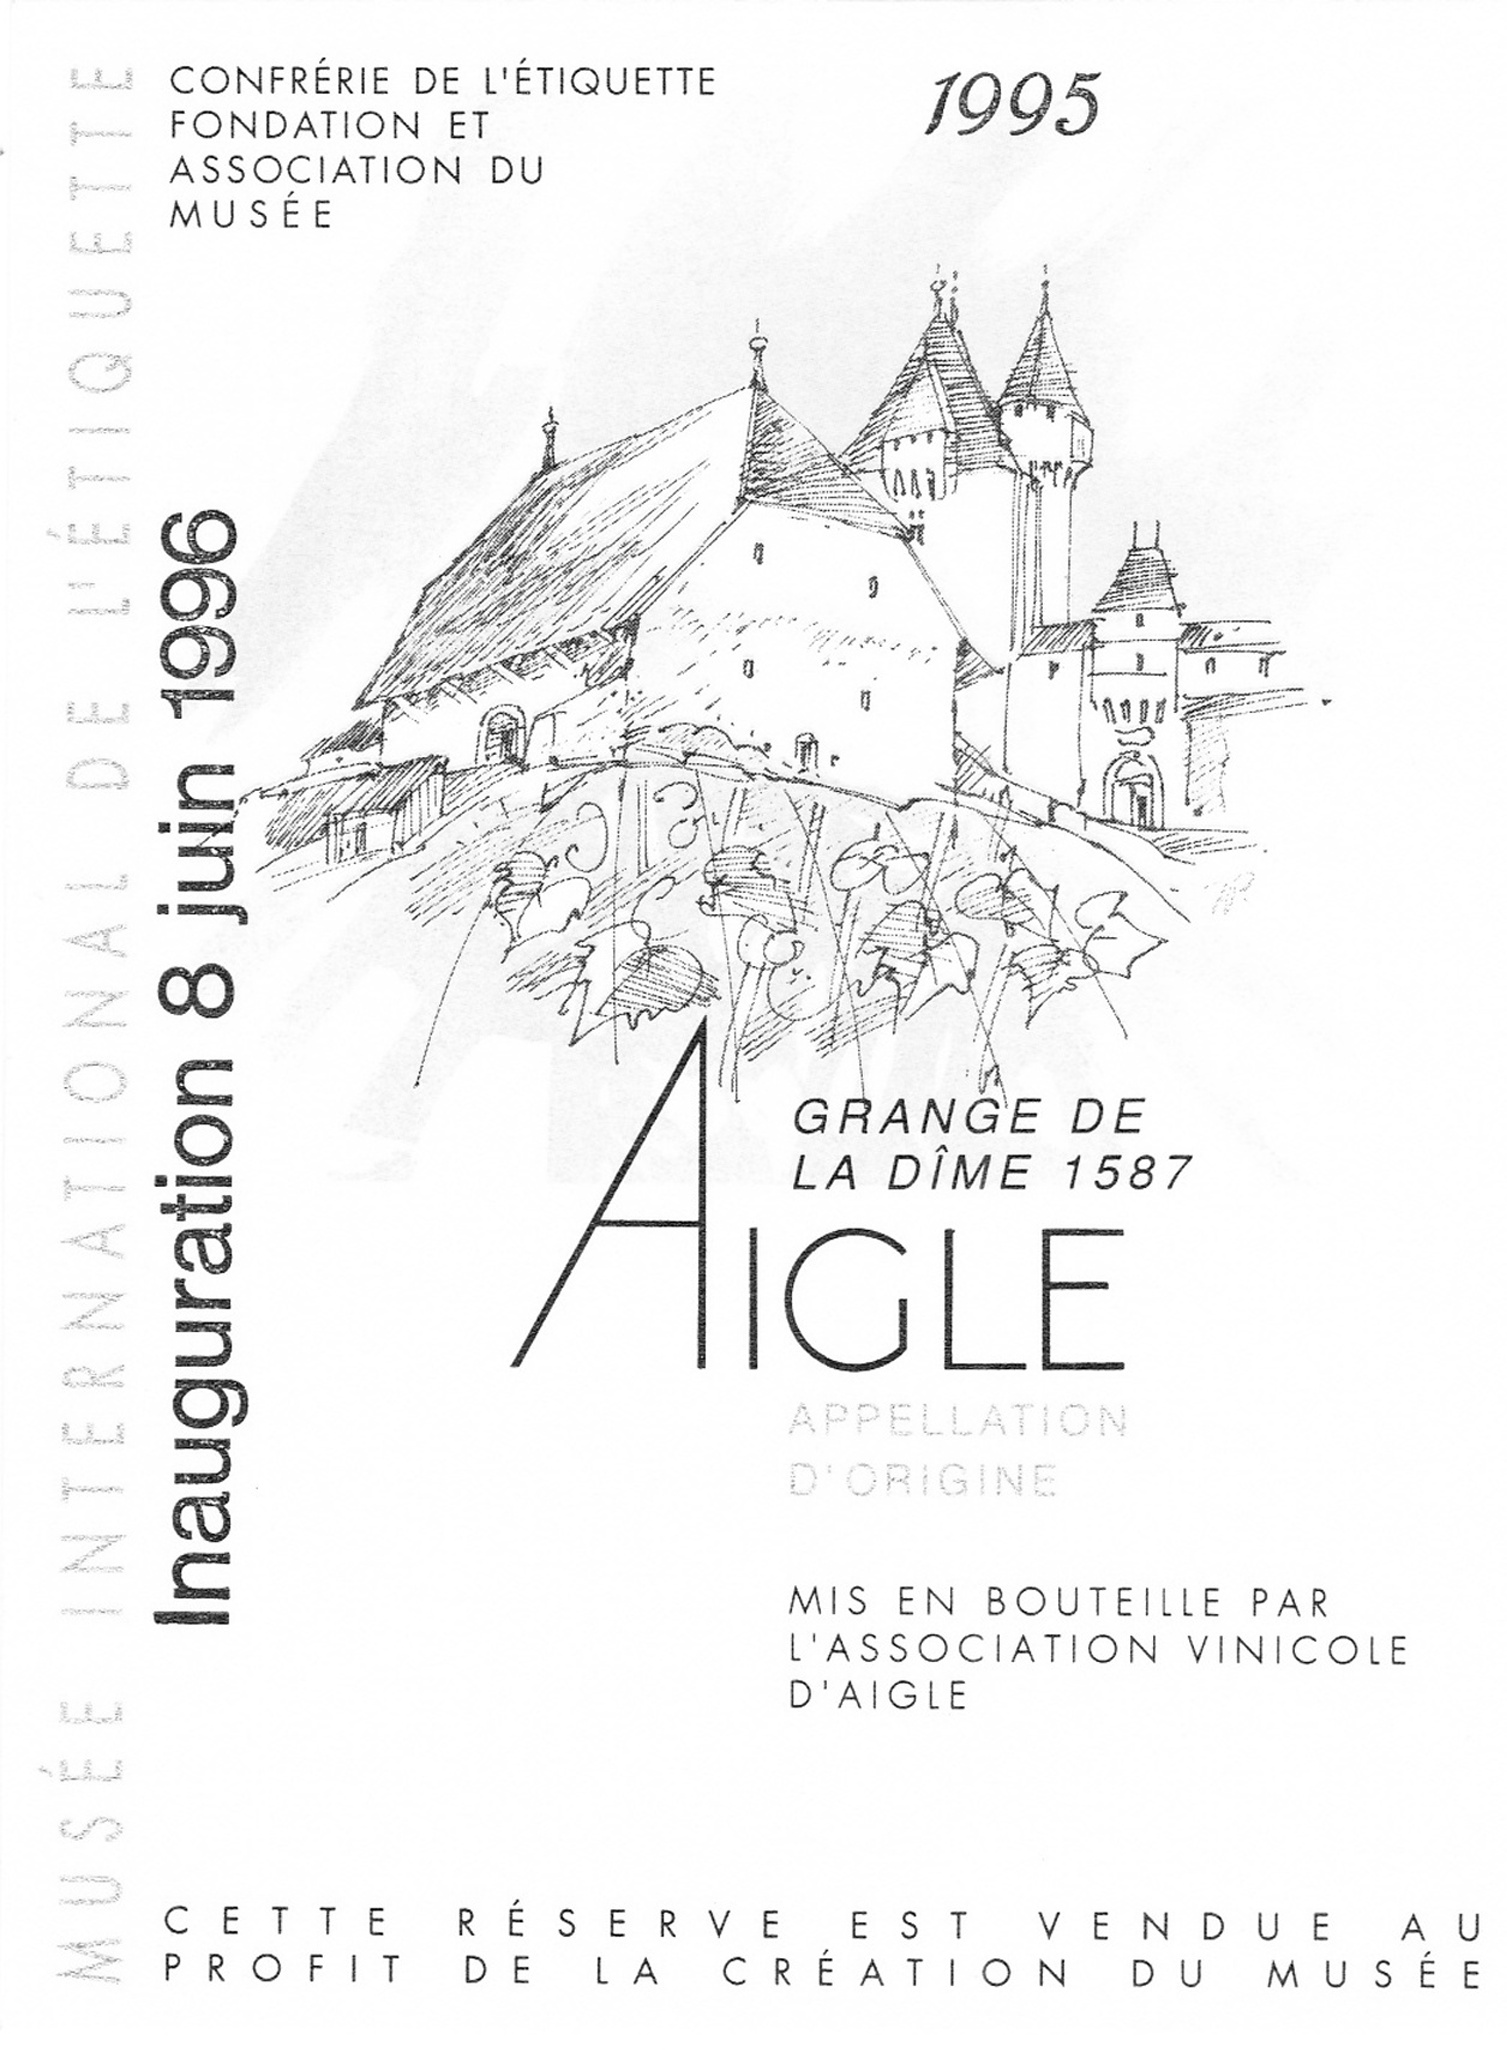 MUSÉE INTERNATIONAL DE L'ÉTIQUETTE
Inauguration 8 juin 1996
CONFRÉRIE DE L'ÉTIQUETTE
FONDATION ET
ASSOCIATION DU
MUSÉE
1995
GRANGE DE
LA DÎME 1587
AIGLE
APPELLATION
D'ORIGINE
MIS EN BOUTEILLE PAR
L'ASSOCIATION VINICOLE
D'AIGLE
CETTE RÉSERVE EST VENDUE AU
PROFIT DE LA CRÉATION DU MUSÉE